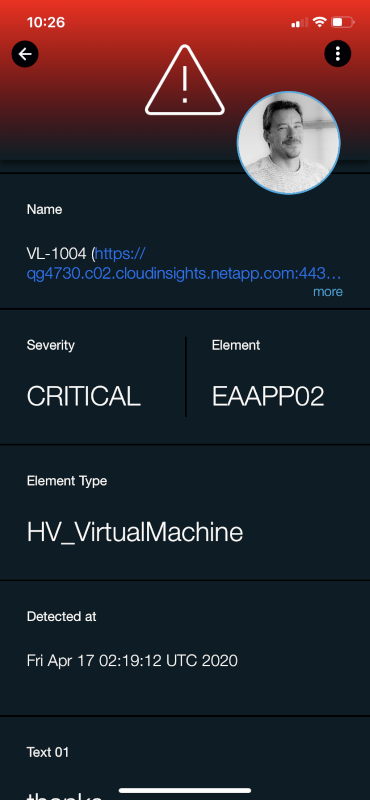 10:26
Name
VL-1004 (https://
qg4730.c02.cloudinsights.netapp.com:443...
more
Severity
Element
CRITICAL
EAAPP02
Element Type
HV_VirtualMachine
Detected at
Fri Apr 17 02:19:12 UTC 2020
Text 01
thanks